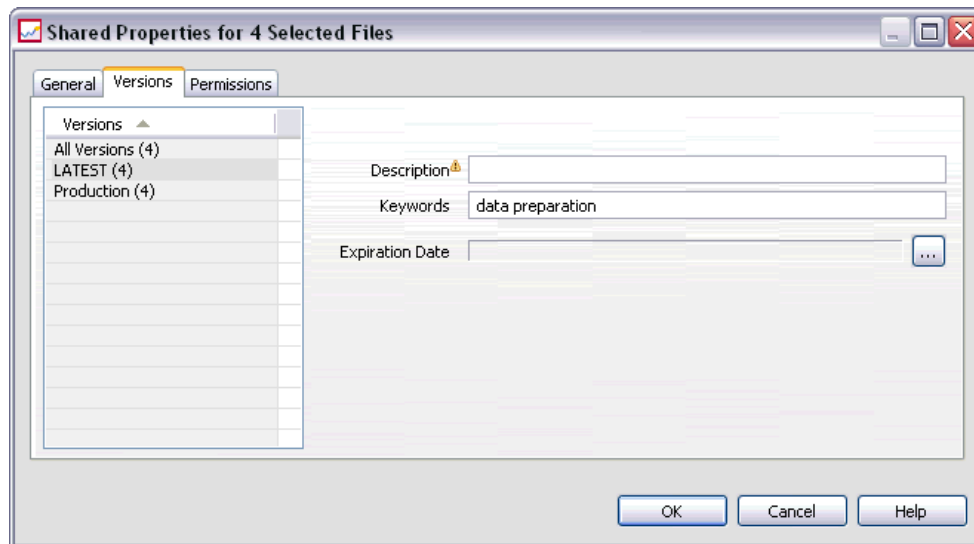 Shared Properties for 4 Selected Files
General Versions Permissions
Versions
All Versions (4)
LATEST (4)
Production (4)
Description
Keywords data preparation
Expiration Date ...
OK Cancel Help